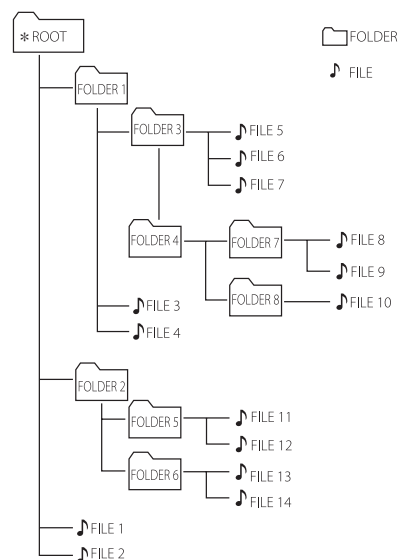 * ROOT
FOLDER
FILE
FOLDER 1
FOLDER 3
FILE 5
FILE 6
FILE 7
FOLDER 4
FOLDER 7
FILE 8
FILE 9
FOLDER 8
FILE 10
FILE 3
FILE 4
FOLDER 2
FOLDER 5
FILE 11
FILE 12
FOLDER 6
FILE 13
FILE 14
FILE 1
FILE 2